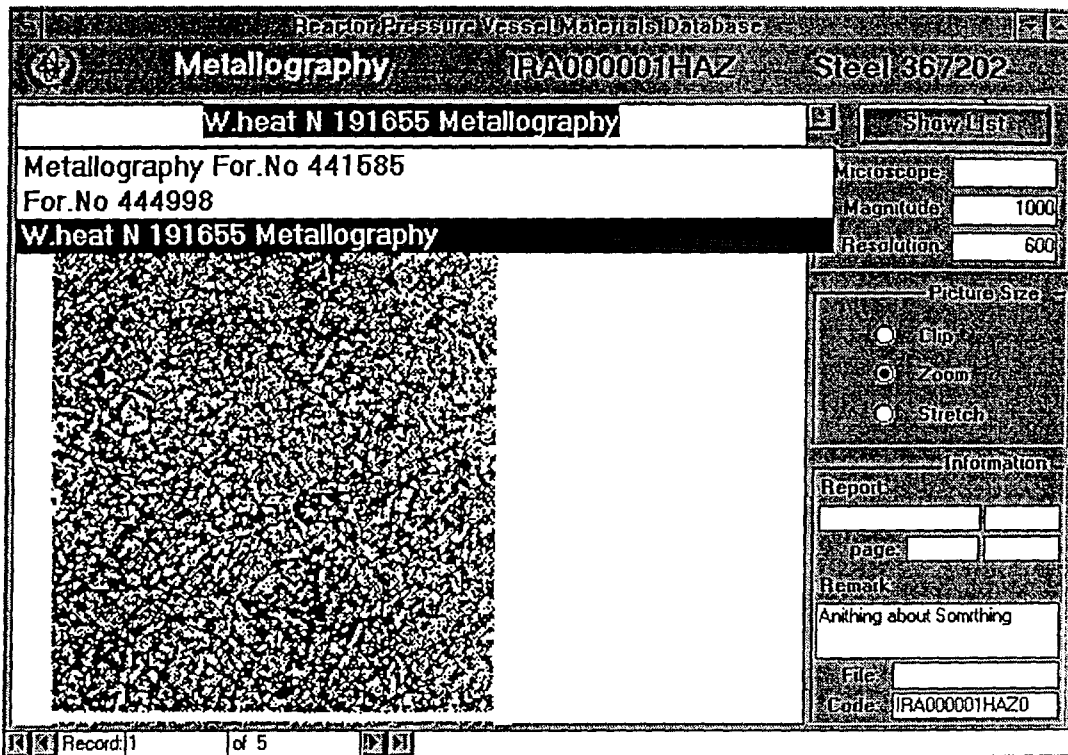 Reactor Pressure Vessel Materials Database
Metallography IRA000001HAZ Steel 367202
W.heat N 191655 Metallography
Show List
Metallography For.No 441585
For.No 444998
W.heat N 191655 Metallography
Microscope:
Magnitude: 1000
Resolution: 600
Picture Size
Clip
Zoom
Stretch
Information
Report:
page:
Remark:
Anithing about Somrthing
File:
Code: IRA000001HAZ0
Record: 1 of 5